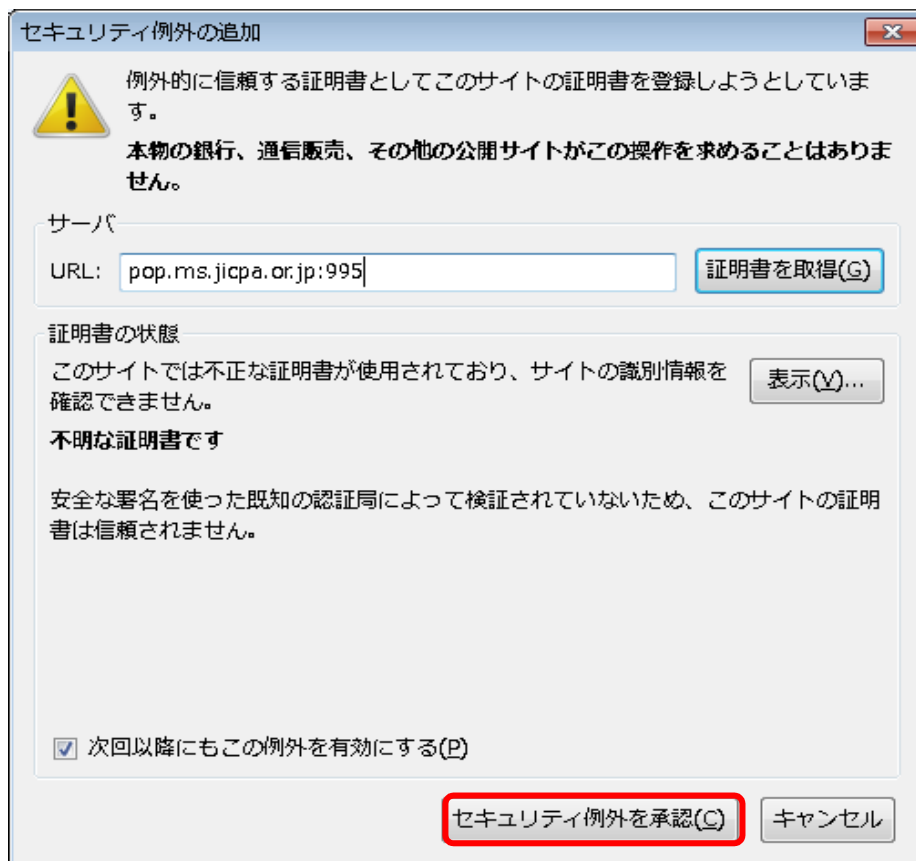 セキュリティ例外の追加
例外的に信頼する証明書としてこのサイトの証明書を登録しようとしていま
す。
本物の銀行、通信販売、その他の公開サイトがこの操作を求めることはありま
せん。
サーバ
URL: pop.ms.jicpa.or.jp:995 証明書を取得(G)
証明書の状態
このサイトでは不正な証明書が使用されており、サイトの識別情報を
確認できません。
表示(V)...
不明な証明書です
安全な署名を使った既知の認証局によって検証されていないため、このサイトの証明
書は信頼されません。
次回以降にもこの例外を有効にする(P)
セキュリティ例外を承認(C) キャンセル